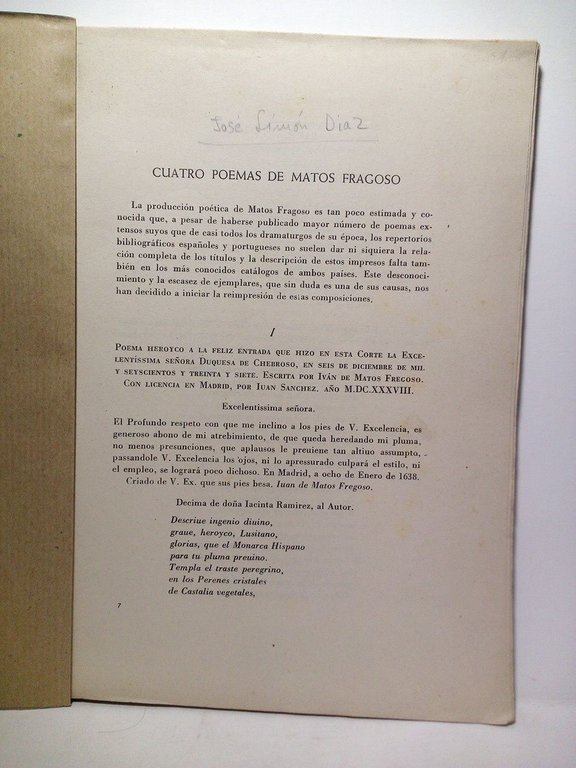 José Simón Diaz
CUATRO POEMAS DE MATOS FRAGOSO
La producción poética de Matos Fragoso es tan poco estimada y co-
nocida que, a pesar de haberse publicado mayor número de poemas ex-
tensos suyos que de casi todos los dramaturgos de su época, los repertorios
bibliográficos españoles y portugueses no suelen dar ni siquiera la rela-
ción completa de los títulos y la descripción de estos impresos falta tam-
bién en los más conocidos catálogos de ambos países. Este desconoci-
miento y la escasez de ejemplares, que sin duda es una de sus causas, nos
han decidido a iniciar la reimpresión de estas composiciones.
I
POEMA HEROYCO A LA FELIZ ENTRADA QUE HIZO EN ESTA CORTE LA EXCE-
LENTÍSSIMA SEÑORA DUQUESA DE CHEBROSO, EN SEIS DE DICIEMBRE DE MIL
Y SEYSCIENTOS Y TREINTA Y SIETE. ESCRITA POR IVÁN DE MATOS FREGOSO.
CON LICENCIA EN MADRID, POR IUAN SANCHEZ. AÑO M.DC.XXXVIII.
Excelentissima señora.
El Profundo respeto con que me inclino a los pies de V. Excelencia, es
generoso abono de mi atrebimiento, de que queda heredando mi pluma,
no menos presunciones, que aplausos le preuiene tan altiuo assumpto,
passandole V. Excelencia los ojos, ni lo apressurado culpará el estilo, ni
el empleo, se logrará poco dichoso. En Madrid, a ocho de Enero de 1638.
Criado de V. Ex. que sus pies besa. Iuan de Matos Fregoso.
Decima de doña Iacinta Ramirez, al Autor.
Descriue ingenio diuino,
graue, heroyco, Lusitano,
glorias, que el Monarca Hispano
para tu pluma preuino.
Templa el traste peregrino,
en los Perenes cristales
de Castalia vegetales,
7